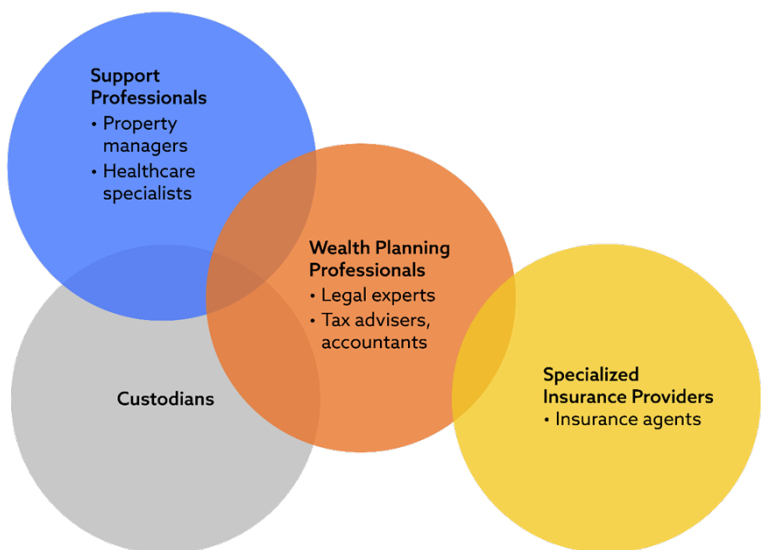 Support
Professionals
• Property
managers
• Healthcare
specialists
Wealth Planning
Professionals
• Legal experts
• Tax advisers,
accountants
Custodians
Specialized
Insurance Providers
• Insurance agents